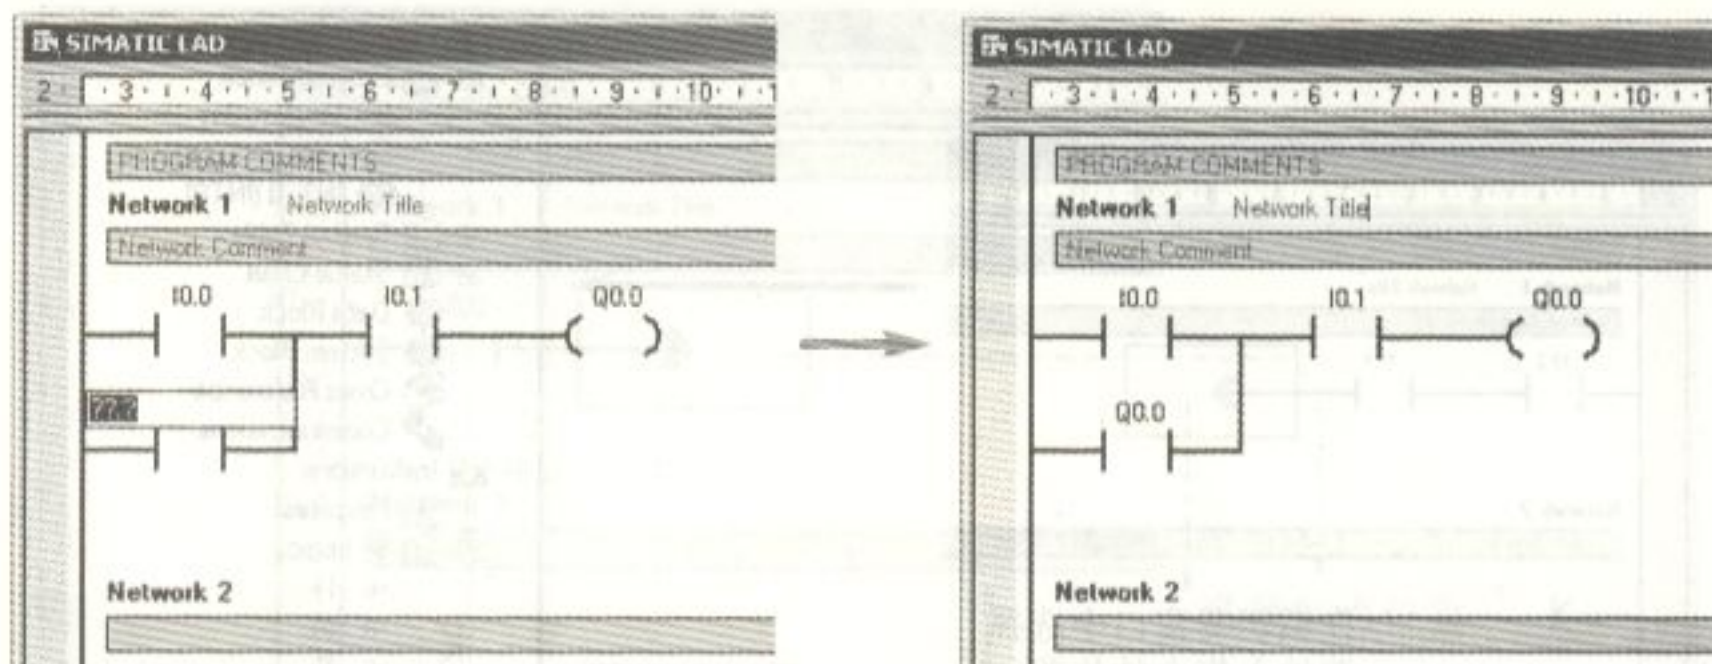 SIMATIC LAD
2 · 3 · ı · 4 · ı · 5 · ı · 6 · ı · 7 · ı · 8 · ı · 9 · ı · 10 · ı · 1
PROGRAM COMMENTS
Network 1 Network Title
Network Comment
I0.0 I0.1 Q0.0
??.?
Network 2
SIMATIC LAD
2 · 3 · ı · 4 · ı · 5 · ı · 6 · ı · 7 · ı · 8 · ı · 9 · ı · 10 · ı · 1
PROGRAM COMMENTS
Network 1 Network Title
Network Comment
I0.0 I0.1 Q0.0
Q0.0
Network 2